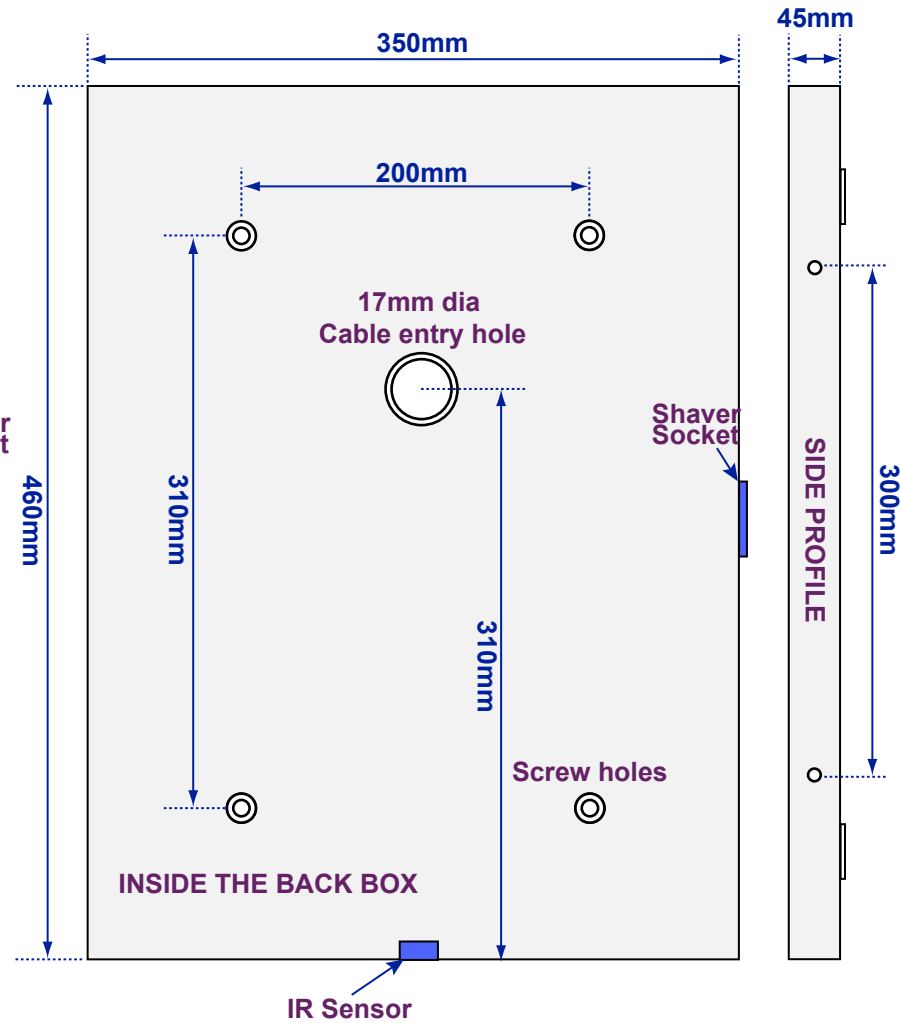 45mm
350mm
200mm
17mm dia
Cable entry hole
Shaver
Socket
r
t
460mm
310mm
SIDE PROFILE
300mm
310mm
Screw holes
INSIDE THE BACK BOX
IR Sensor